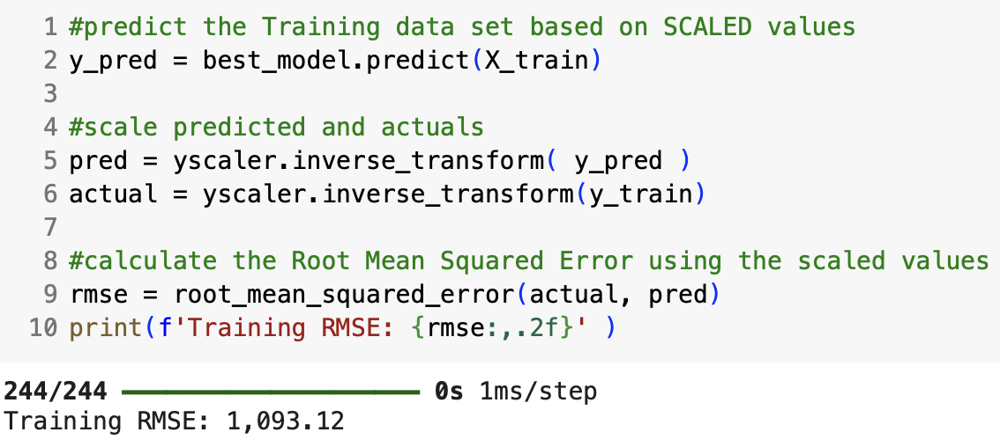 1 #predict the Training data set based on SCALED values
2 y_pred = best_model.predict(X_train)
3
4 #scale predicted and actuals
5 pred = yscaler.inverse_transform( y_pred )
6 actual = yscaler.inverse_transform(y_train)
7
8 #calculate the Root Mean Squared Error using the scaled values
9 rmse = root_mean_squared_error(actual, pred)
10 print(f'Training RMSE: {rmse:,.2f}' )
244/244 ━━━━━━━━━━━━━━━━━━━━ 0s 1ms/step
Training RMSE: 1,093.12